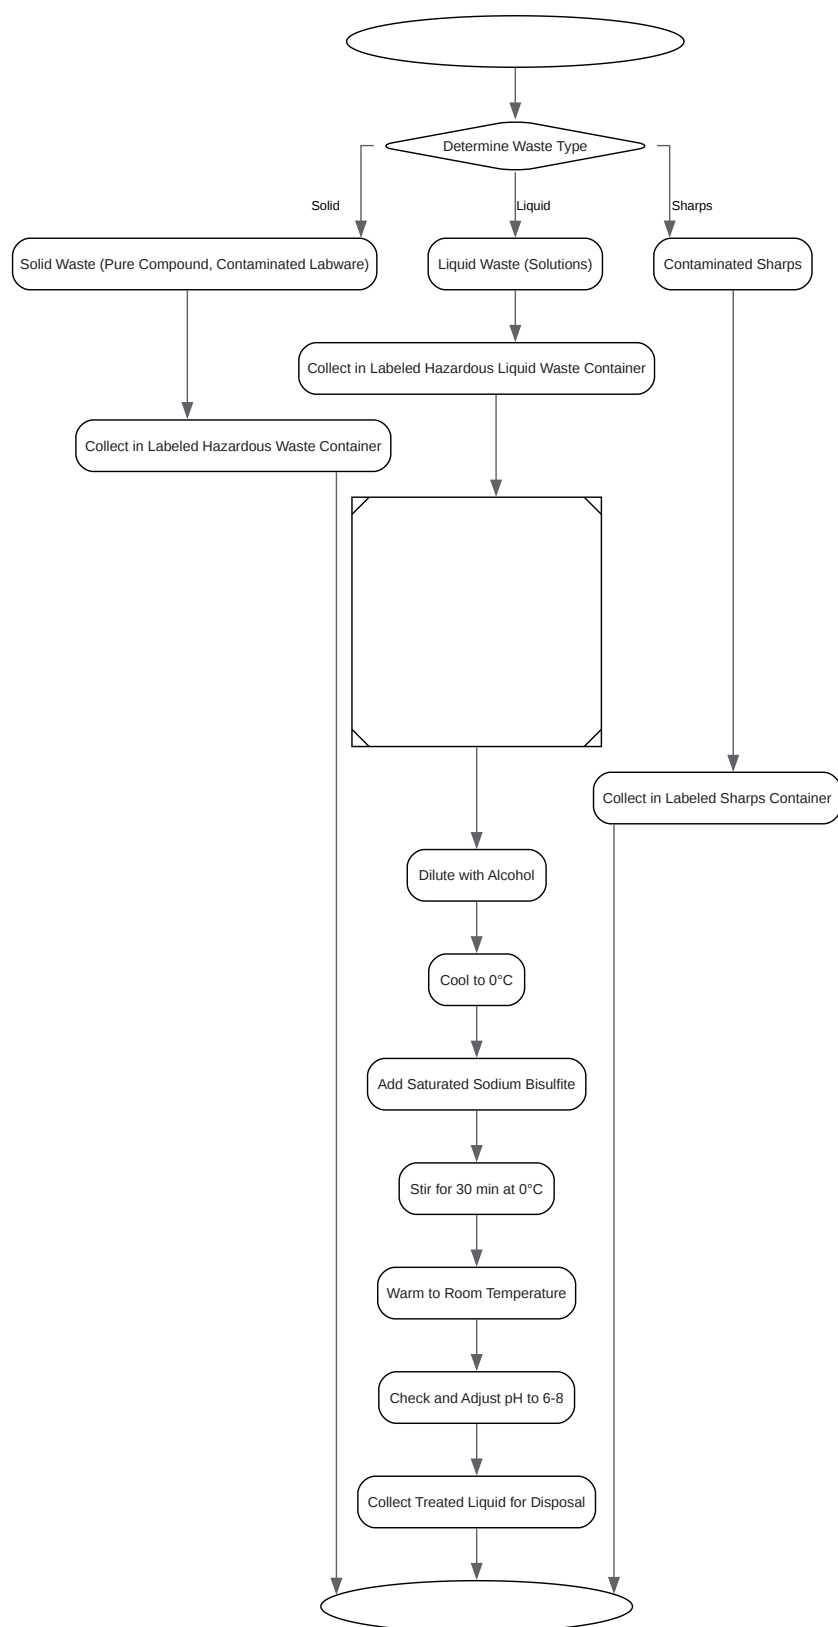 Determine Waste Type
Solid
Liquid
Sharps
Solid Waste (Pure Compound, Contaminated Labware)
Liquid Waste (Solutions)
Contaminated Sharps
Collect in Labeled Hazardous Liquid Waste Container
Collect in Labeled Hazardous Waste Container
Collect in Labeled Sharps Container
Dilute with Alcohol
Cool to 0°C
Add Saturated Sodium Bisulfite
Stir for 30 min at 0°C
Warm to Room Temperature
Check and Adjust pH to 6-8
Collect Treated Liquid for Disposal